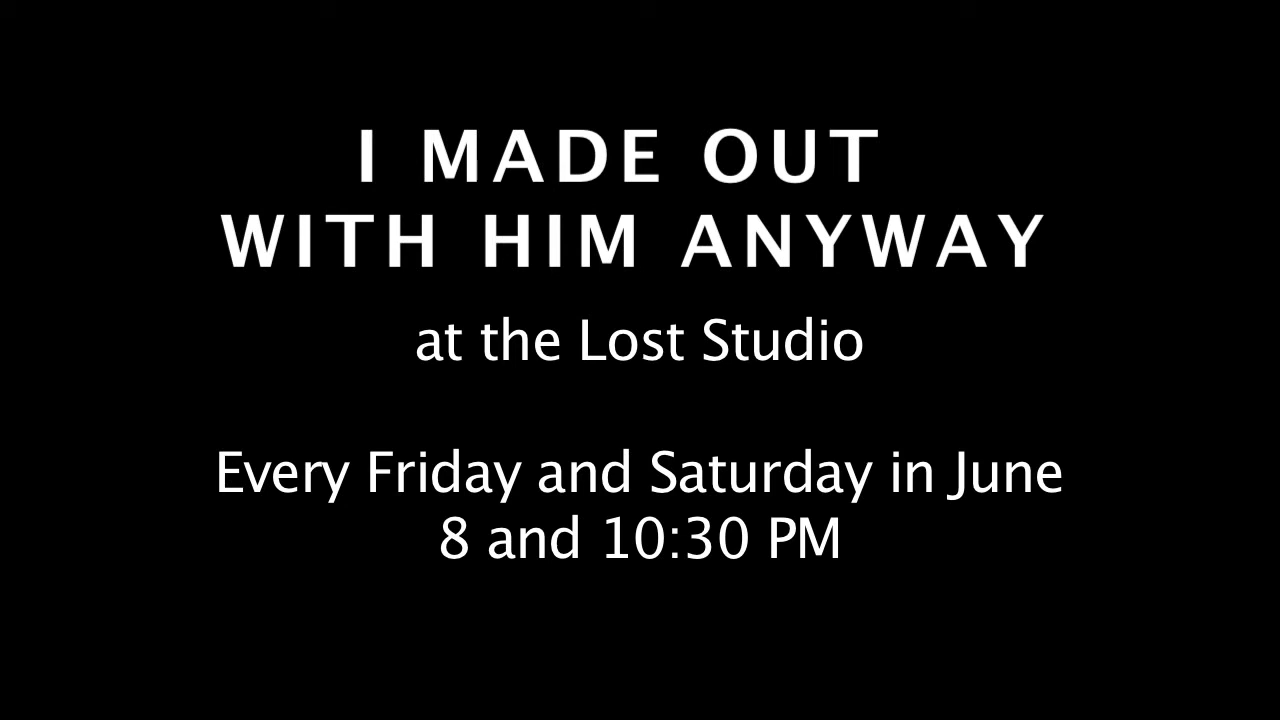 I MADE OUT
WITH HIM ANYWAY
at the Lost Studio
Every Friday and Saturday in June
8 and 10:30 PM